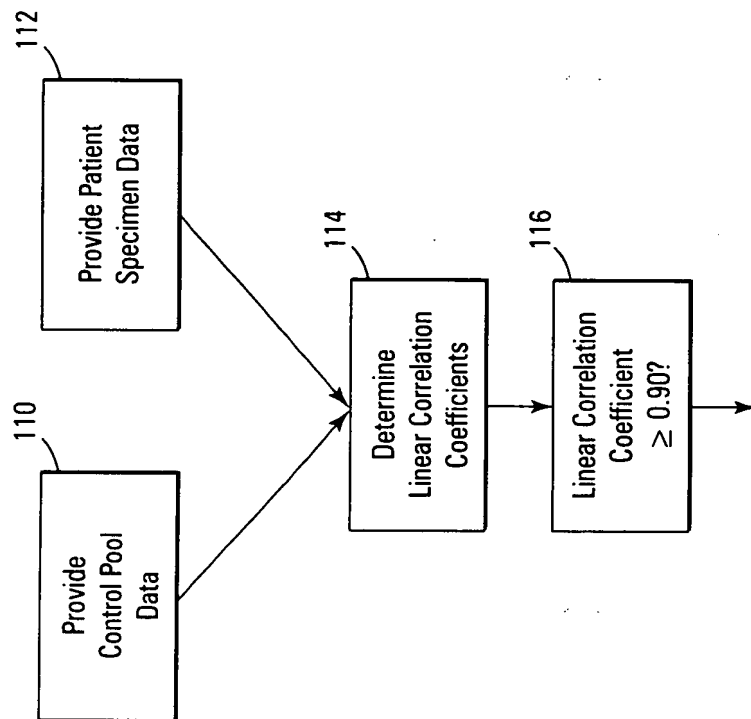 110
Provide
Control Pool
Data
112
Provide Patient
Specimen Data
114
Determine
Linear Correlation
Coefficients
116
Linear Correlation
Coefficient
≥ 0.90?